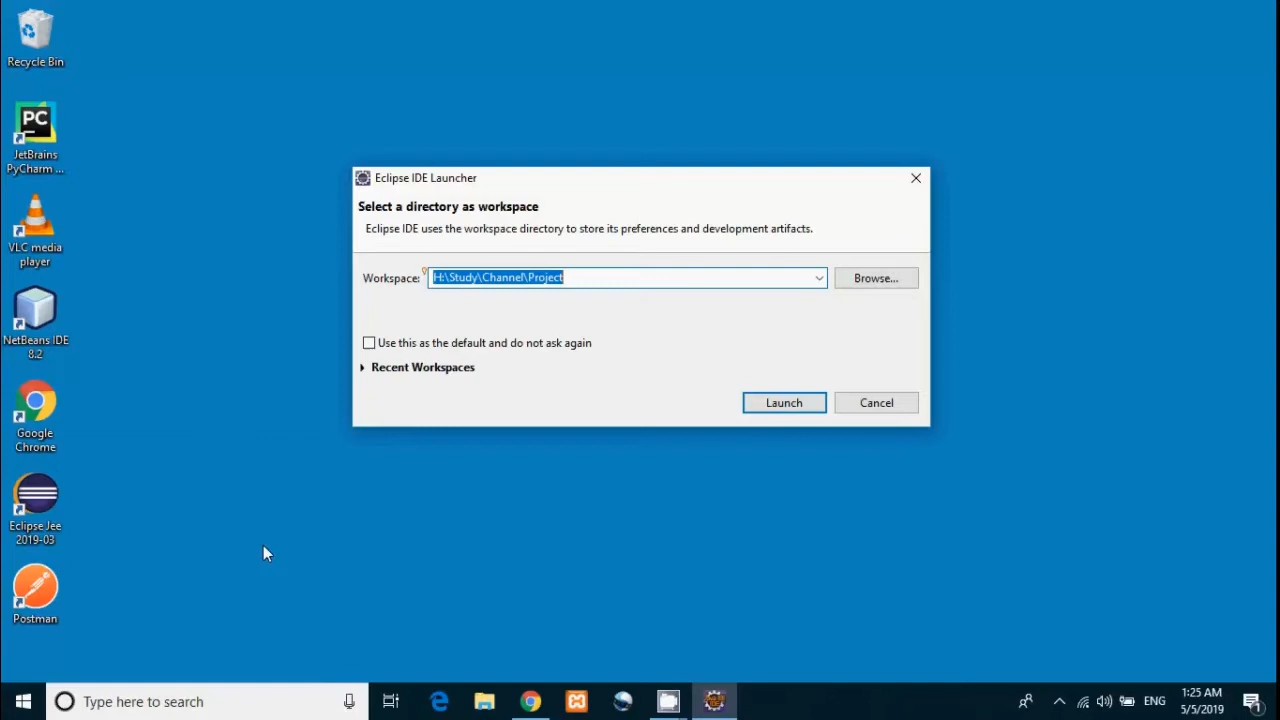 Recycle Bin
PC
JetBrains
PyCharm ...
VLC media
player
NetBeans IDE
8.2
Google
Chrome
Eclipse Jee
2019-03
Postman
Eclipse IDE Launcher
Select a directory as workspace
Eclipse IDE uses the workspace directory to store its preferences and development artifacts.
Workspace: H:\Study\Channel\Project Browse...
Use this as the default and do not ask again
Recent Workspaces
Launch Cancel
Type here to search
ENG
1:25 AM
5/5/2019
1